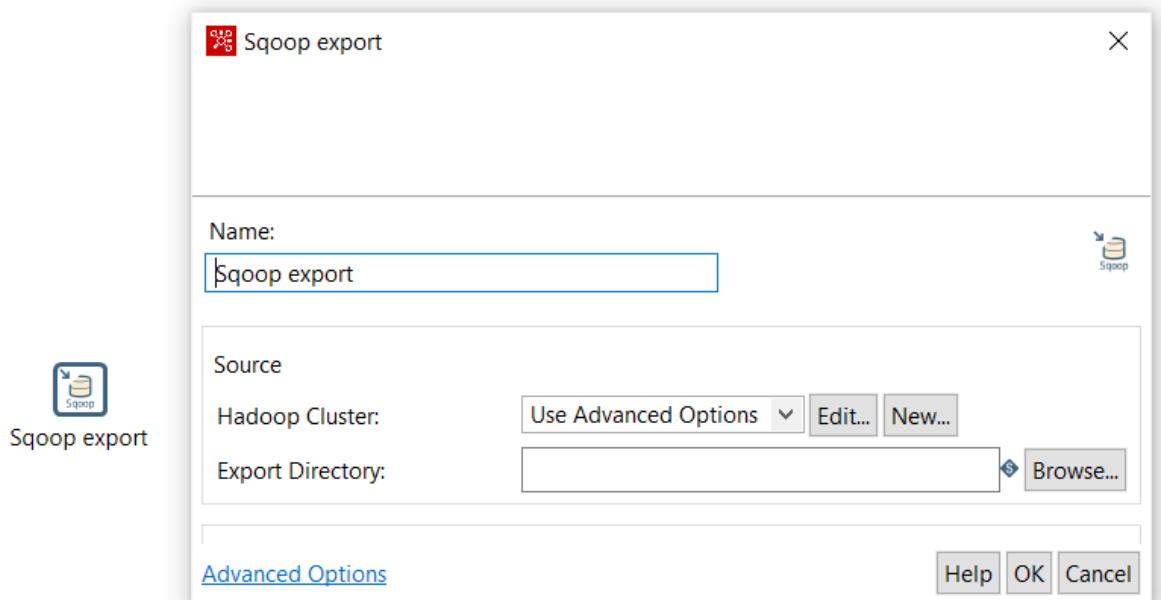 Sqoop export
Name:
Sqoop export
Sqoop
Source
Hadoop Cluster: Use Advanced Options Edit... New...
Export Directory: S Browse...
Sqoop
Sqoop export
Advanced Options Help OK Cancel